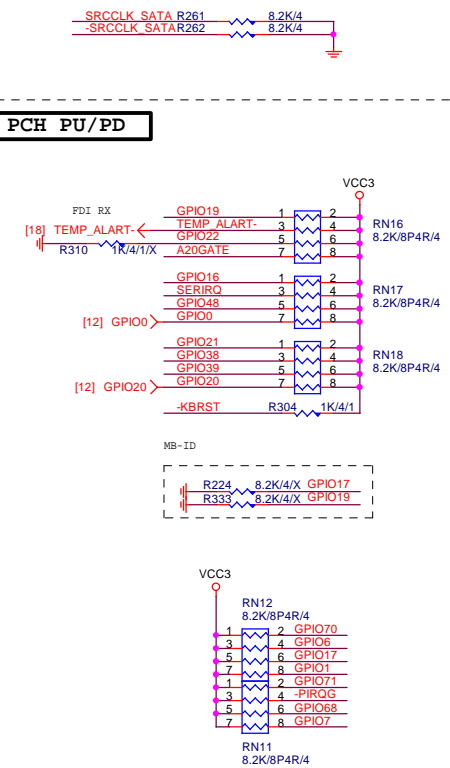 SRCCLK_SATA R261 8.2K/4
-SRCCLK_SATA R262 8.2K/4
PCH PU/PD
VCC3
FDI RX
GPIO19 1 2
[18] TEMP_ALART- TEMP_ALART- 3 4 RN16
GPIO22 5 6 8.2K/8P4R/4
R310 1K/4/1/X A20GATE 7 8
GPIO16 1 2
SERIRQ 3 4 RN17
GPIO48 5 6 8.2K/8P4R/4
[12] GPIO0 GPIO0 7 8
GPIO21 1 2
GPIO38 3 4 RN18
GPIO39 5 6 8.2K/8P4R/4
[12] GPIO20 GPIO20 7 8
-KBRST R304 1K/4/1
MB-ID
R224 8.2K/4/X GPIO17
R333 8.2K/4/X GPIO19
VCC3
RN12
8.2K/8P4R/4
1 2 GPIO70
3 4 GPIO6
5 6 GPIO17
7 8 GPIO1
1 2 GPIO71
3 4 -PIRQG
5 6 GPIO68
7 8 GPIO7
RN11
8.2K/8P4R/4